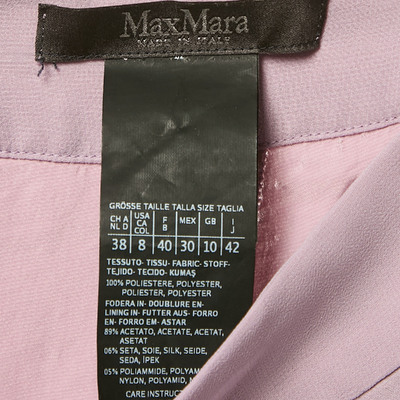 MaxMara
MADE IN ITALY
GRÖSSE TAILLE TALLA SIZE TAGLIA
CH A NL D USA CA COL F B MEX GB I J
38 8 40 30 10 42
TESSUTO- TISSU- FABRIC- STOFF-
TEJIDO- TECIDO- KUMAŞ
100% POLIESTERE, POLYESTER,
POLIESTER, POLYESTER
FODERA IN- DOUBLURE EN-
LINING IN- FUTTER AUS- FORRO
EN- FORRO EM- ASTAR
89% ACETATO, ACETATE, ACETAT,
ASETAT
06% SETA, SOIE, SILK, SEIDE,
SEDA, İPEK
05% POLIAMMIDE, POLYAMID
NYLON, POLYAMID,
CARE INSTRUCT